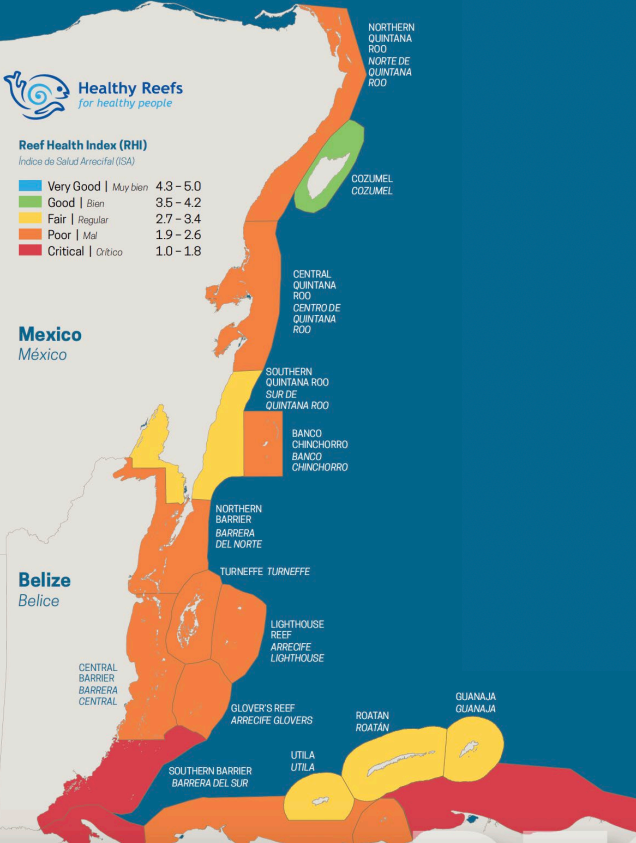 NORTHERN
QUINTANA
ROO
NORTE DE
QUINTANA
ROO
Healthy Reefs
for healthy people
Reef Health Index (RHI)
Índice de Salud Arrecifal (ISA)
Very Good | Muy bien 4.3 – 5.0
Good | Bien 3.5 – 4.2
Fair | Regular 2.7 – 3.4
Poor | Mal 1.9 – 2.6
Critical | Crítico 1.0 – 1.8
COZUMEL
COZUMEL
CENTRAL
QUINTANA
ROO
CENTRO DE
QUINTANA
ROO
Mexico
México
SOUTHERN
QUINTANA ROO
SUR DE
QUINTANA ROO
BANCO
CHINCHORRO
BANCO
CHINCHORRO
NORTHERN
BARRIER
BARRERA
DEL NORTE
TURNEFFE TURNEFFE
Belize
Belice
LIGHTHOUSE
REEF
ARRECIFE
LIGHTHOUSE
CENTRAL
BARRIER
BARRERA
CENTRAL
GLOVER'S REEF
ARRECIFE GLOVERS
GUANAJA
GUANAJA
ROATAN
ROATÁN
UTILA
UTILA
SOUTHERN BARRIER
BARRERA DEL SUR